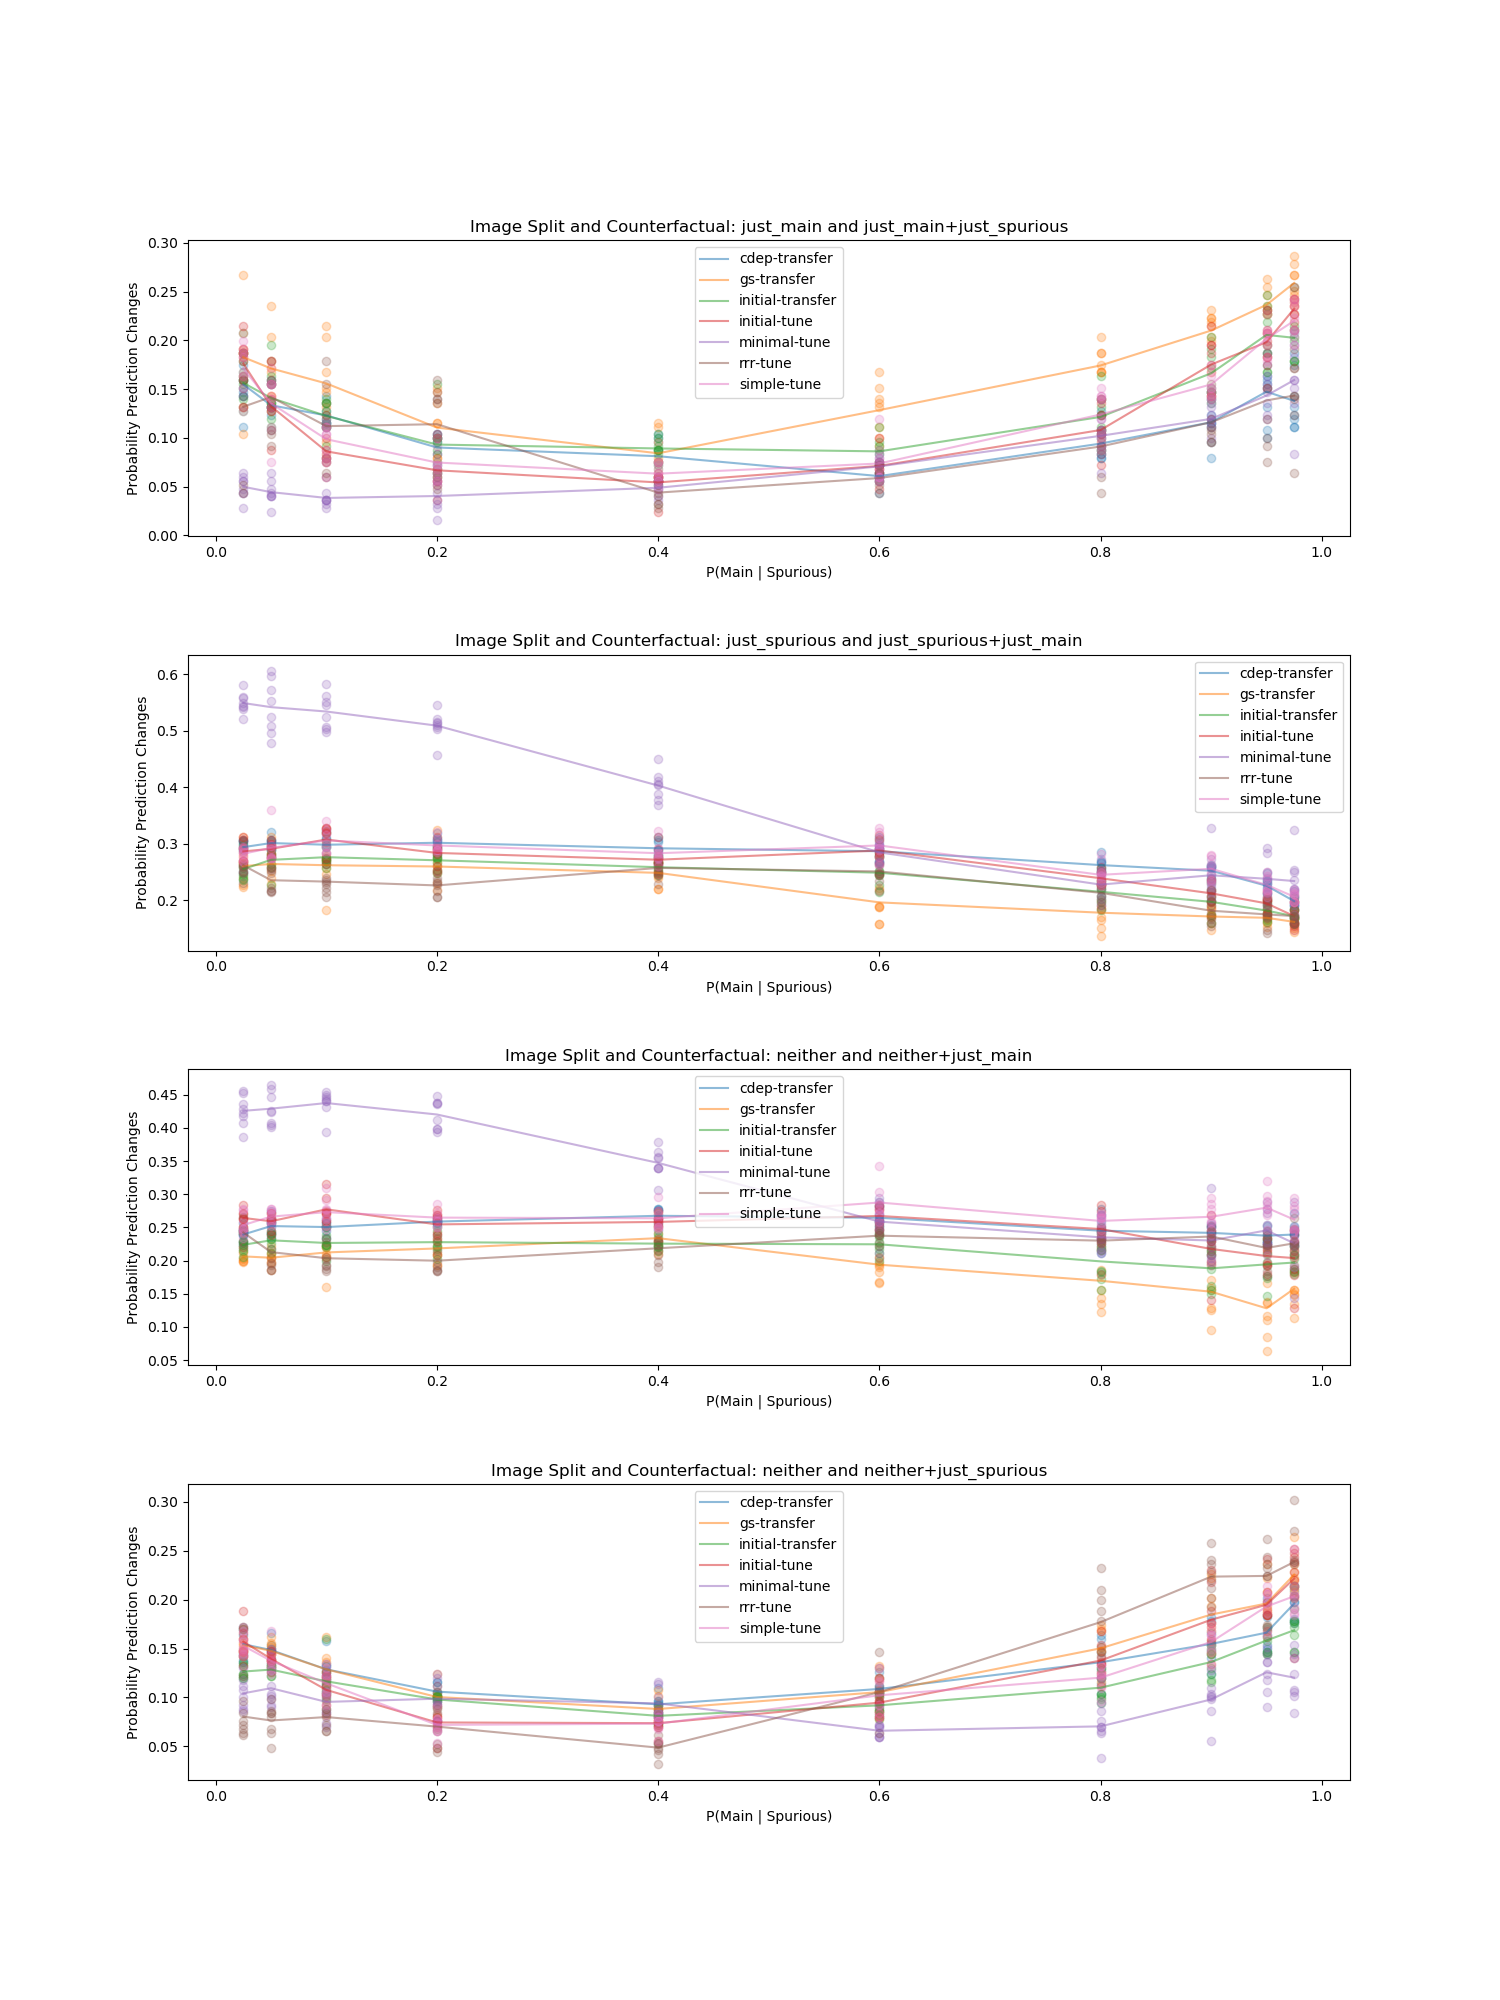 Image Split and Counterfactual: just_main and just_main+just_spurious
Probability Prediction Changes
0.30
0.25
0.20
0.15
0.10
0.05
0.00
cdep-transfer
gs-transfer
initial-transfer
initial-tune
minimal-tune
rrr-tune
simple-tune
0.0 0.2 0.4 0.6 0.8 1.0
P(Main | Spurious)
Image Split and Counterfactual: just_spurious and just_spurious+just_main
Probability Prediction Changes
0.6
0.5
0.4
0.3
0.2
cdep-transfer
gs-transfer
initial-transfer
initial-tune
minimal-tune
rrr-tune
simple-tune
0.0 0.2 0.4 0.6 0.8 1.0
P(Main | Spurious)
Image Split and Counterfactual: neither and neither+just_main
Probability Prediction Changes
0.45
0.40
0.35
0.30
0.25
0.20
0.15
0.10
0.05
cdep-transfer
gs-transfer
initial-transfer
initial-tune
minimal-tune
rrr-tune
simple-tune
0.0 0.2 0.4 0.6 0.8 1.0
P(Main | Spurious)
Image Split and Counterfactual: neither and neither+just_spurious
Probability Prediction Changes
0.30
0.25
0.20
0.15
0.10
0.05
cdep-transfer
gs-transfer
initial-transfer
initial-tune
minimal-tune
rrr-tune
simple-tune
0.0 0.2 0.4 0.6 0.8 1.0
P(Main | Spurious)